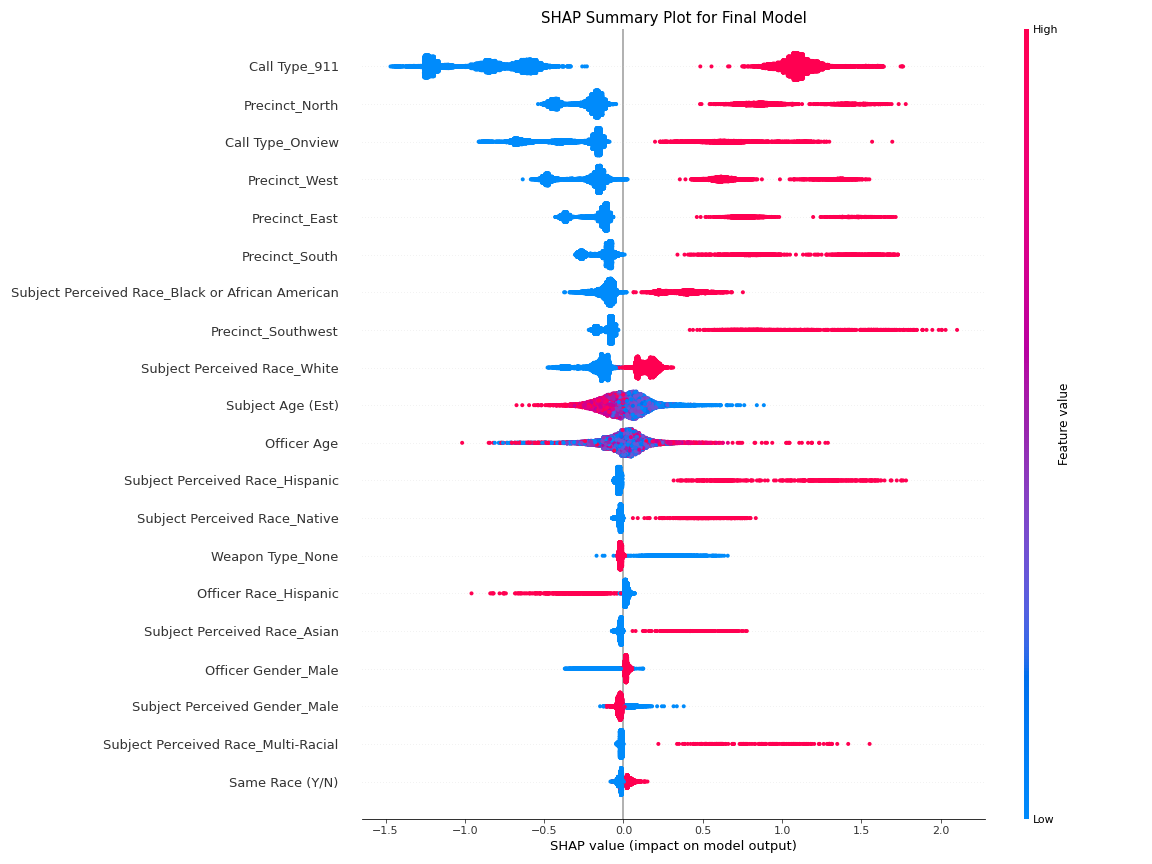 SHAP Summary Plot for Final Model
High
Call Type_911
Precinct_North
Call Type_Onview
Precinct_West
Precinct_East
Precinct_South
Subject Perceived Race_Black or African American
Precinct_Southwest
Subject Perceived Race_White
Subject Age (Est)
Officer Age
Subject Perceived Race_Hispanic
Subject Perceived Race_Native
Weapon Type_None
Officer Race_Hispanic
Subject Perceived Race_Asian
Officer Gender_Male
Subject Perceived Gender_Male
Subject Perceived Race_Multi-Racial
Same Race (Y/N)
Feature value
Low
−1.5 −1.0 −0.5 0.0 0.5 1.0 1.5 2.0
SHAP value (impact on model output)